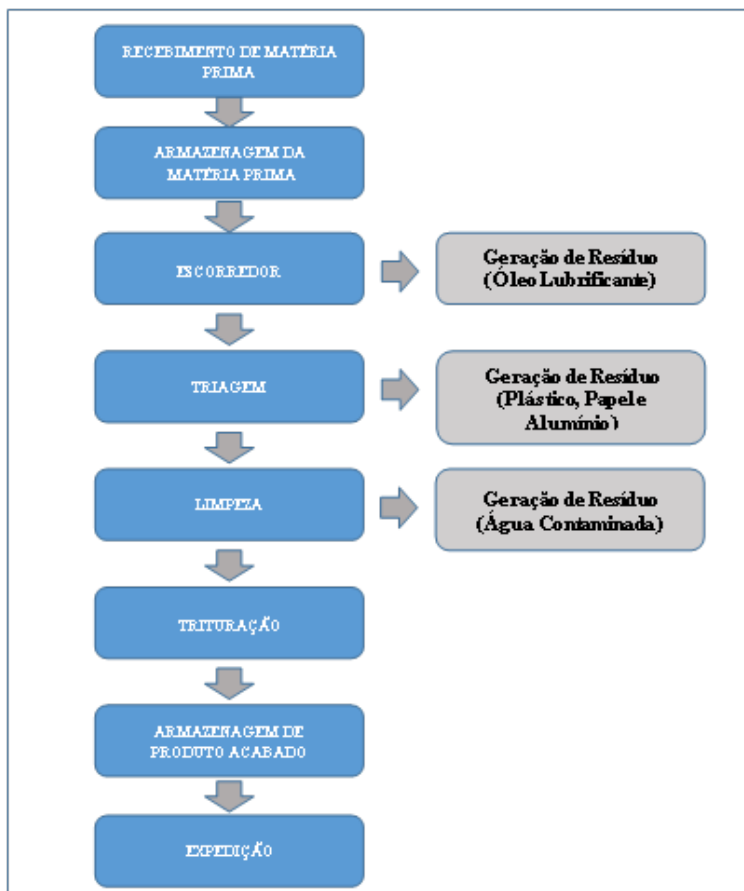 RECEBIMENTO DE MATÉRIA
PRIMA
ARMAZENAGEM DA
MATÉRIA PRIMA
ESCORREDOR
Geração de Resíduo
(Óleo Lubrificante)
TRIAGEM
Geração de Resíduo
(Plástico, Papel e
Alumínio)
LIMPEZA
Geração de Resíduo
(Água Contaminada)
TRITURAÇÃO
ARMAZENAGEM DE
PRODUTO ACABADO
EXPEDIÇÃO